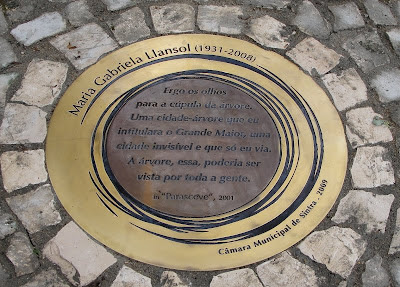 Maria Gabriela Llansol (1931-2008)
Ergo os olhos
para a cúpula da árvore.
Uma cidade-árvore que eu
intitulara o Grande Maior, uma
cidade invisível e que só eu via.
A árvore, essa, poderia ser
vista por toda a gente.
in "Parasceve", 2001
Câmara Municipal de Sintra, 2009